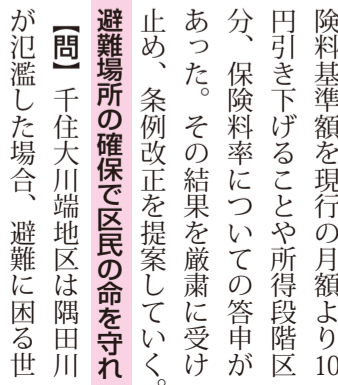 険料基準額を現行の月額より10
円引き下げることや所得段階区
分、保険料率についての答申が
あった。その結果を厳粛に受け
止め、条例改正を提案していく。
避難場所の確保で区民の命を守れ
【問】千住大川端地区は隅田川
が氾濫した場合、避難に困る世